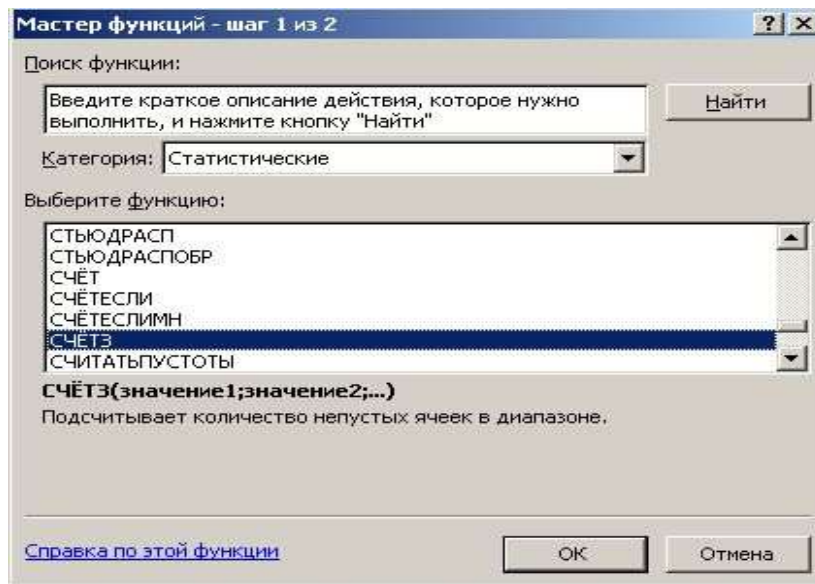 Мастер функций - шаг 1 из 2
Поиск функции:
Введите краткое описание действия, которое нужно
выполнить, и нажмите кнопку "Найти"
Найти
Категория: Статистические
Выберите функцию:
СТЬЮДРАСП
СТЬЮДРАСПОБР
СЧЁТ
СЧЁТЕСЛИ
СЧЁТЕСЛИМН
СЧЁТЗ
СЧИТАТЬПУСТОТЫ
СЧЁТЗ(значение1;значение2;...)
Подсчитывает количество непустых ячеек в диапазоне.
Справка по этой функции
ОК
Отмена